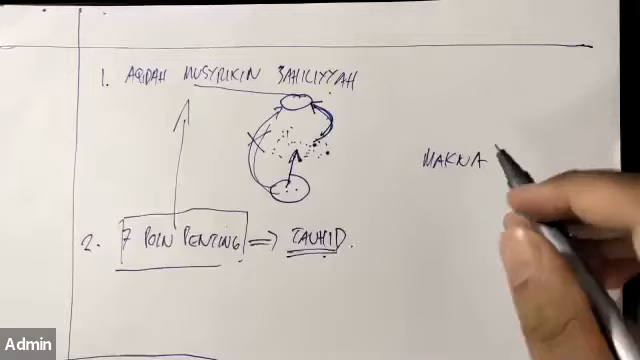 1. AQIDAH MUSYRIKIN JAHILIYYAH
MAKNA
2. 7 POIN PENTING => TAUHID.
Admin